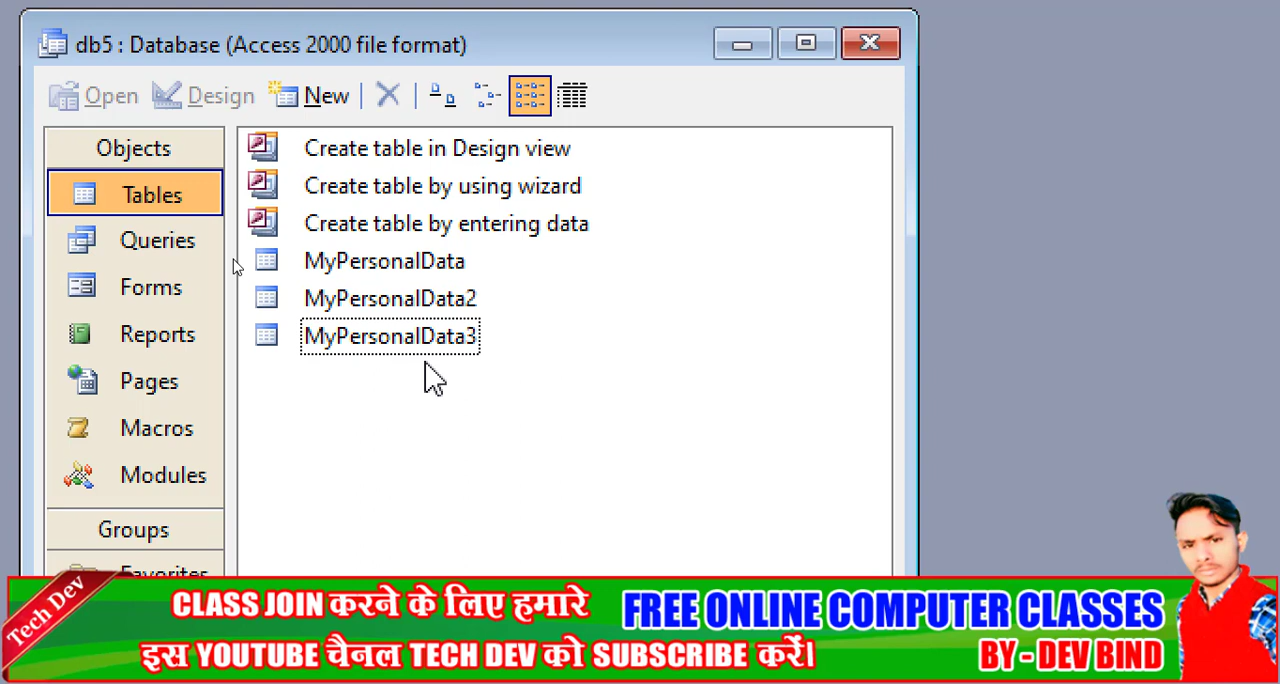 db5 : Database (Access 2000 file format)
Open Design New
Objects
Tables
Queries
Forms
Reports
Pages
Macros
Modules
Groups
Favorites
Create table in Design view
Create table by using wizard
Create table by entering data
MyPersonalData
MyPersonalData2
MyPersonalData3
Tech Dev
CLASS JOIN करने के लिए हमारे
इस YOUTUBE चैनल TECH DEV को SUBSCRIBE करें।
FREE ONLINE COMPUTER CLASSES
BY - DEV BIND